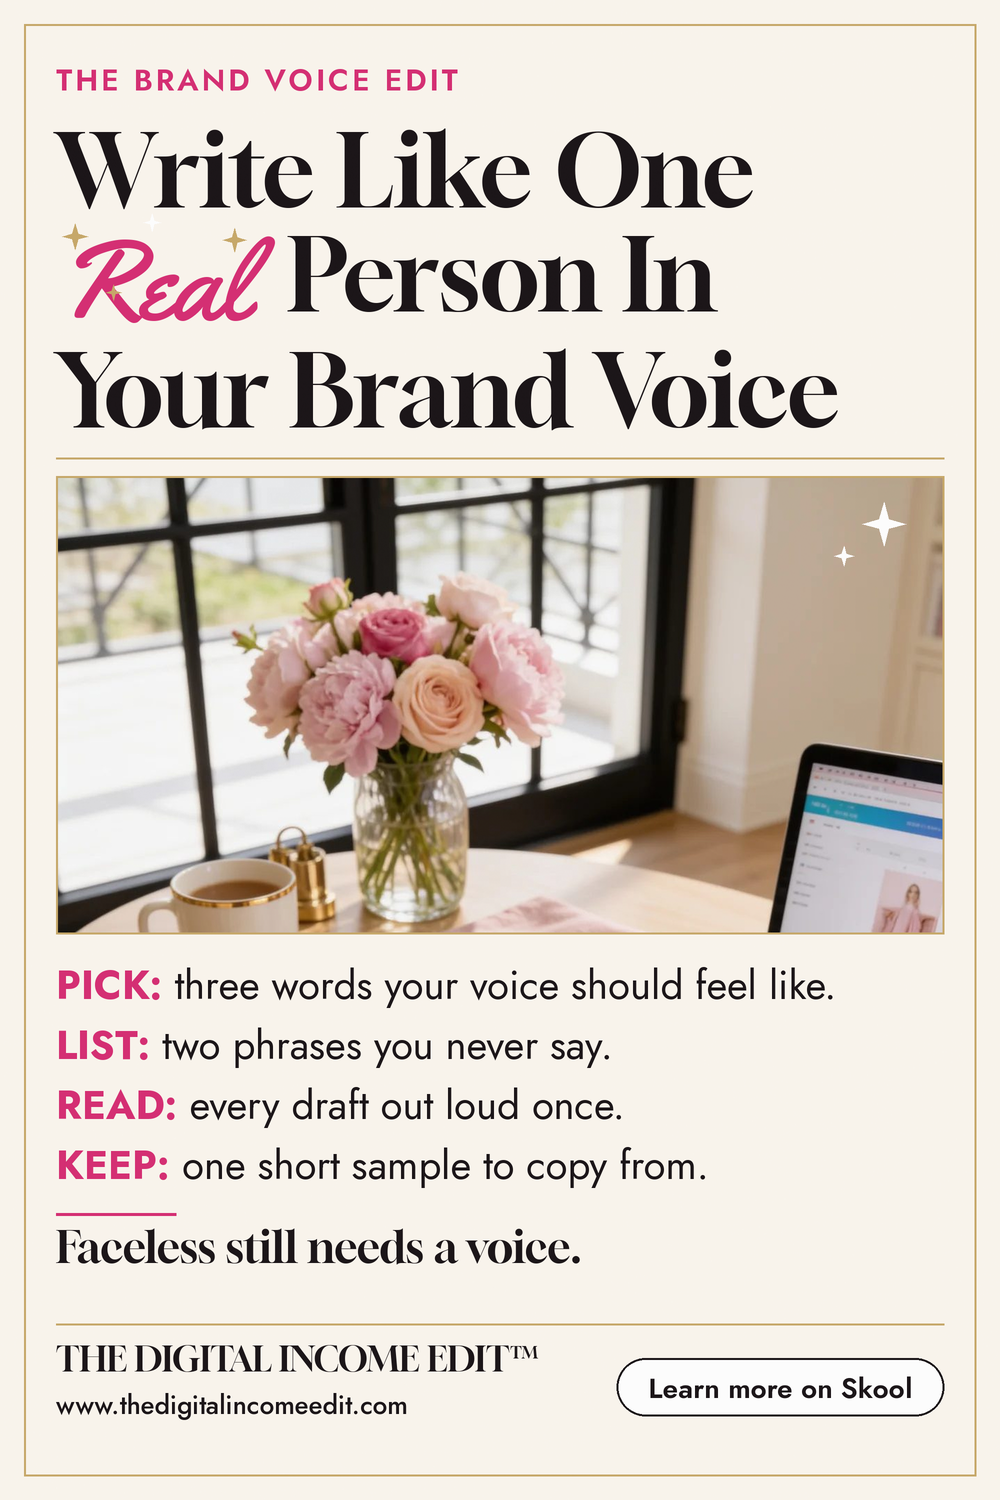 THE BRAND VOICE EDIT
Write Like One
Real Person In
Your Brand Voice
PICK: three words your voice should feel like.
LIST: two phrases you never say.
READ: every draft out loud once.
KEEP: one short sample to copy from.
Faceless still needs a voice.
THE DIGITAL INCOME EDIT™
www.thedigitalincomeedit.com
Learn more on Skool